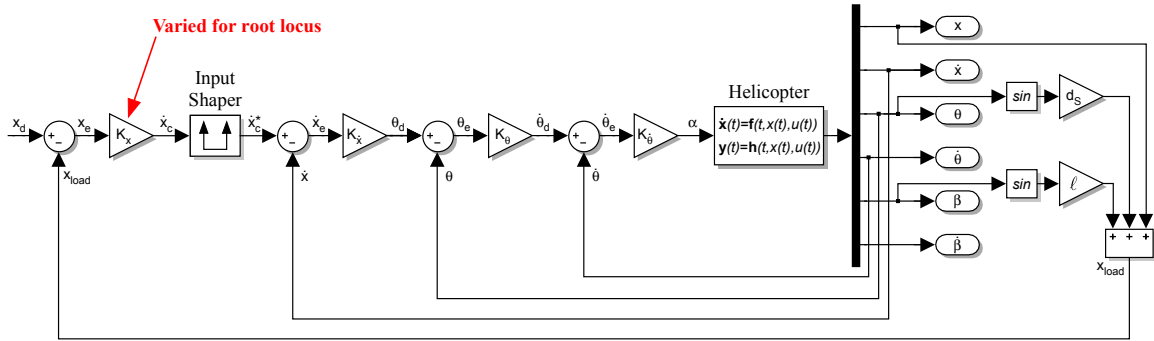 Varied for root locus
Input
Shaper
Helicopter
x_d
x_e
K_x
ẋ_c
ẋ_c^*
ẋ_e
K_ẋ
θ_d
θ_e
K_θ
θ̇_d
θ̇_e
K_θ̇
α
ẋ(t)=f(t,x(t),u(t))
y(t)=h(t,x(t),u(t))
x
ẋ
θ
θ̇
β
β̇
sin
d_S
sin
ℓ
+
−
x_load
+
−
ẋ
+
−
θ
+
−
θ̇
+ + +
x_load